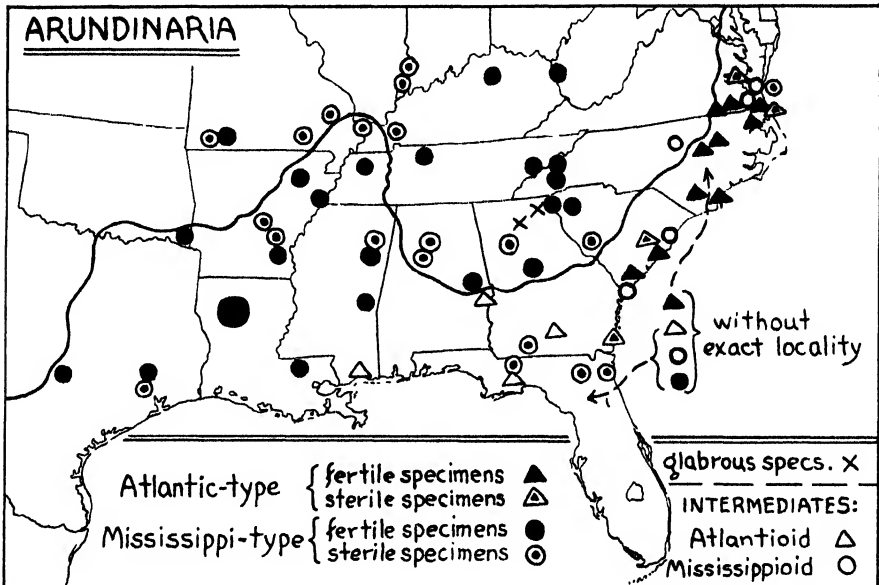 ARUNDINARIA
without
exact locality
Atlantic-type { fertile specimens
sterile specimens
Mississippi-type { fertile specimens
sterile specimens
glabrous specs. x
INTERMEDIATES:
Atlantioid
Mississippioid